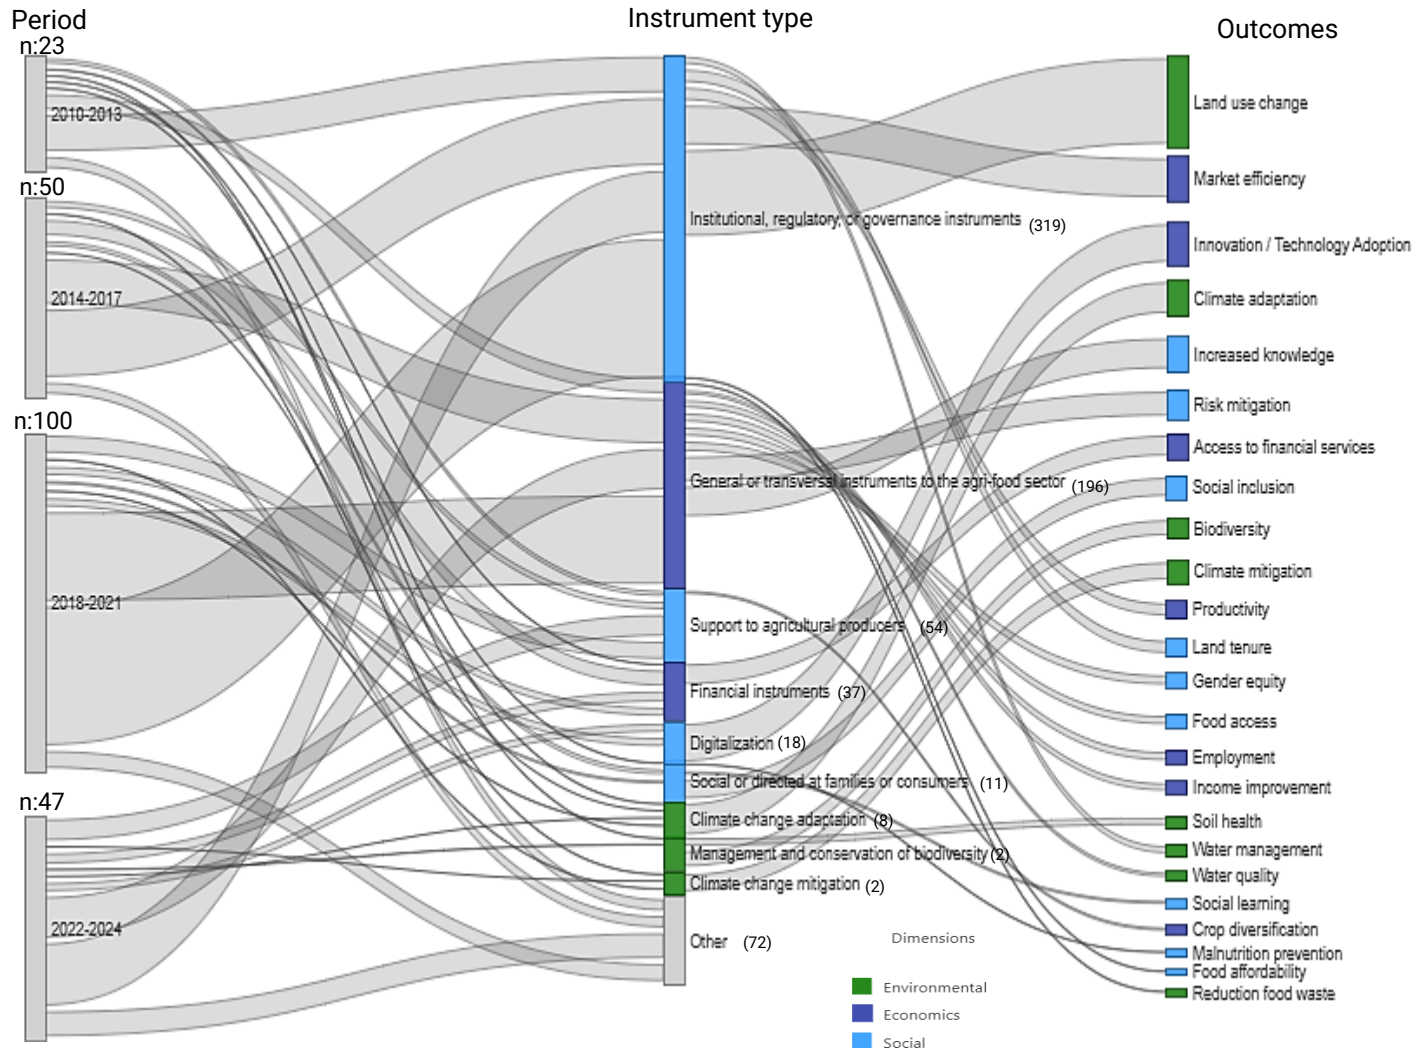 Period
Instrument type
Outcomes
n:23
2010-2013
n:50
2014-2017
n:100
2018-2021
n:47
2022-2024
Institutional, regulatory, or governance instruments (319)
General or transversal instruments to the agri-food sector (196)
Support to agricultural producers (54)
Financial instruments (37)
Digitalization (18)
Social or directed at families or consumers (11)
Climate change adaptation (8)
Management and conservation of biodiversity (2)
Climate change mitigation (2)
Other (72)
Land use change
Market efficiency
Innovation / Technology Adoption
Climate adaptation
Increased knowledge
Risk mitigation
Access to financial services
Social inclusion
Biodiversity
Climate mitigation
Productivity
Land tenure
Gender equity
Food access
Employment
Income improvement
Soil health
Water management
Water quality
Social learning
Crop diversification
Malnutrition prevention
Food affordability
Reduction food waste
Dimensions
Environmental
Economics
Social